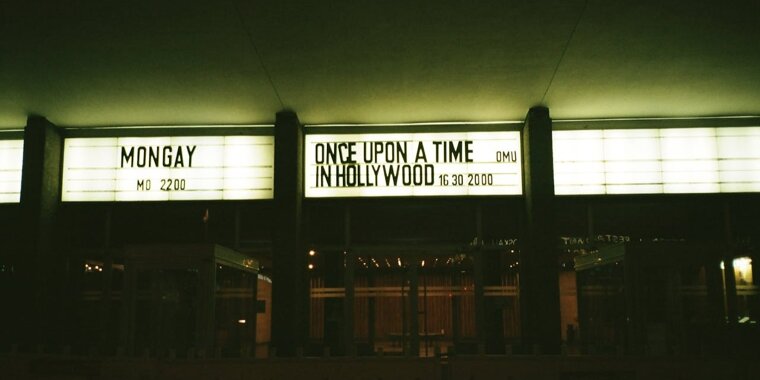 MONGAY
MO 2200
ONCE UPON A TIME OMU
IN HOLLYWOOD 16 30 2000